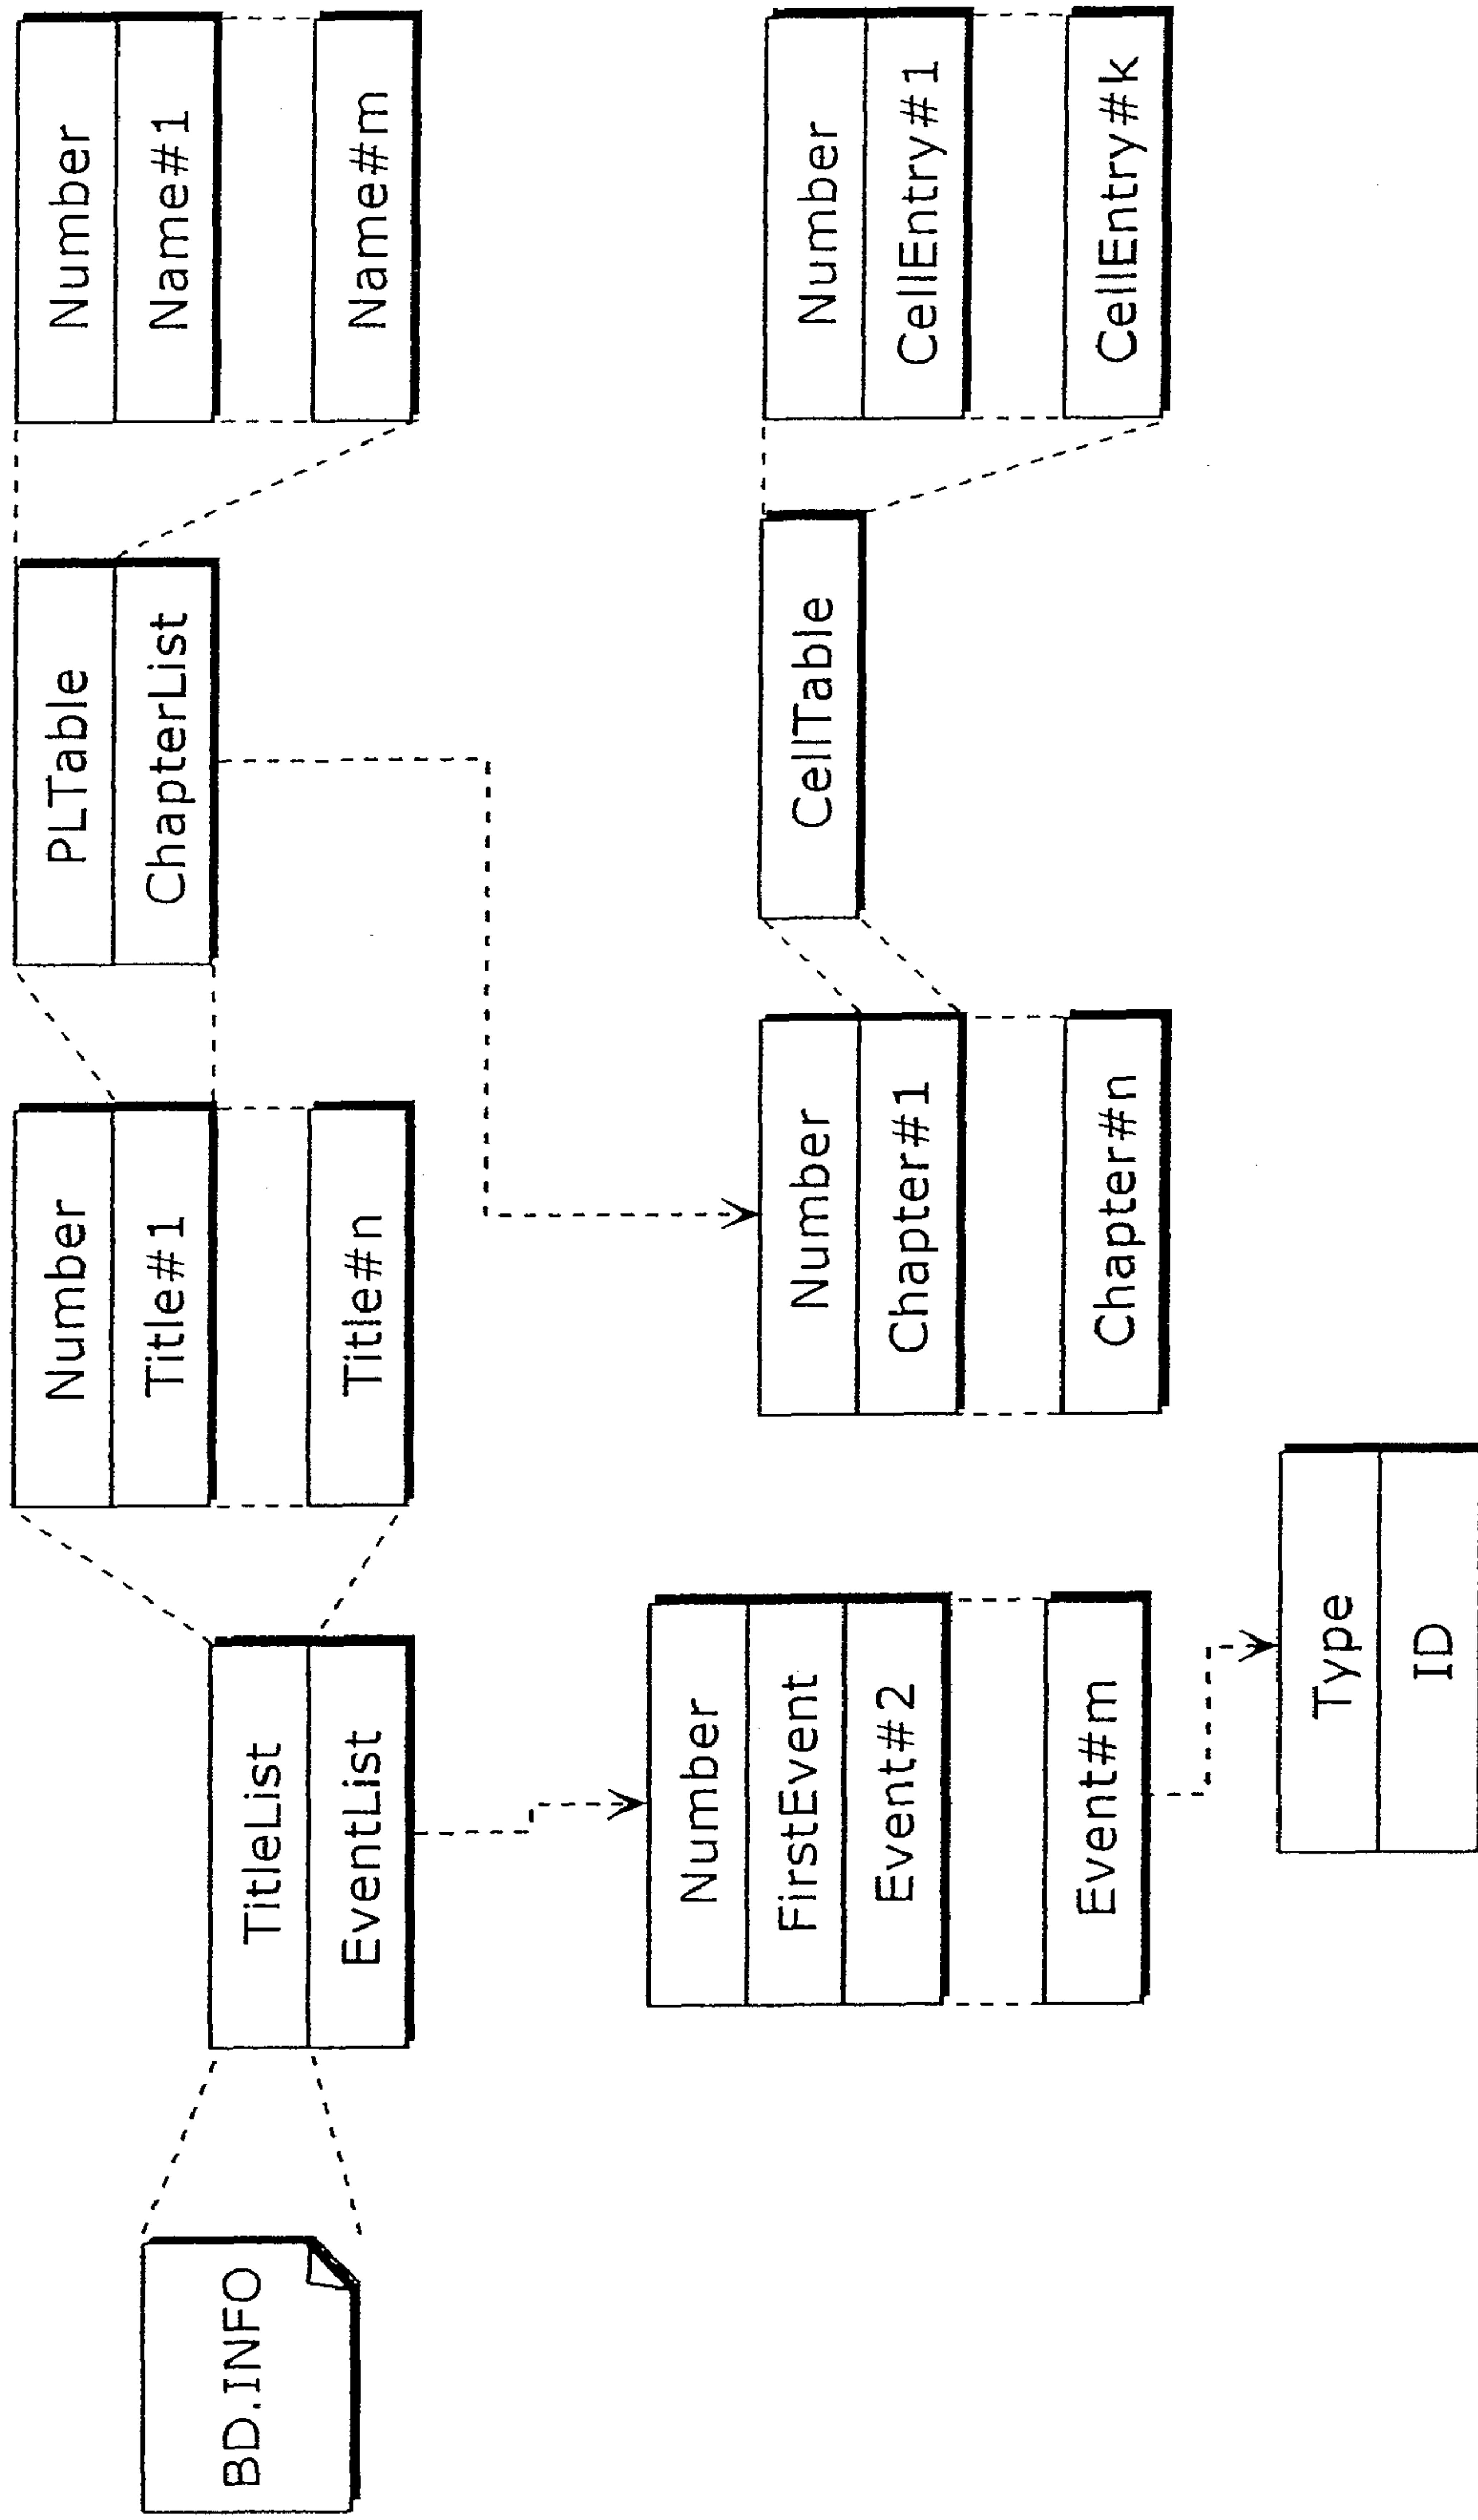 BD.INFO
TitleList
EventList
Number
Title#1
Title#n
PLTable
ChapterList
Number
Name#1
Name#m
Number
FirstEvent
Event#2
Event#m
Type
ID
Number
Chapter#1
Chapter#n
CellTable
Number
CellEntry#1
CellEntry#k